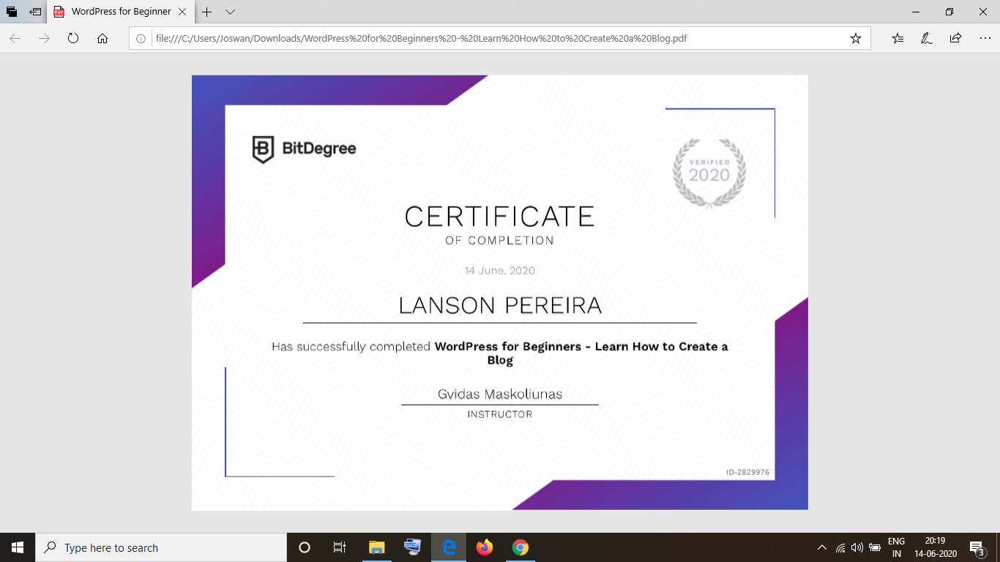 WordPress for Beginner
file:///C:/Users/Joswan/Downloads/WordPress%20for%20Beginners%20-%20Learn%20How%20to%20Create%20a%20Blog.pdf
BitDegree
VERIFIED
2020
CERTIFICATE
OF COMPLETION
14 June, 2020
LANSON PEREIRA
Has successfully completed WordPress for Beginners - Learn How to Create a
Blog
Gvidas Maskoliunas
INSTRUCTOR
ID-2829976
Type here to search
ENG
IN
20:19
14-06-2020
3